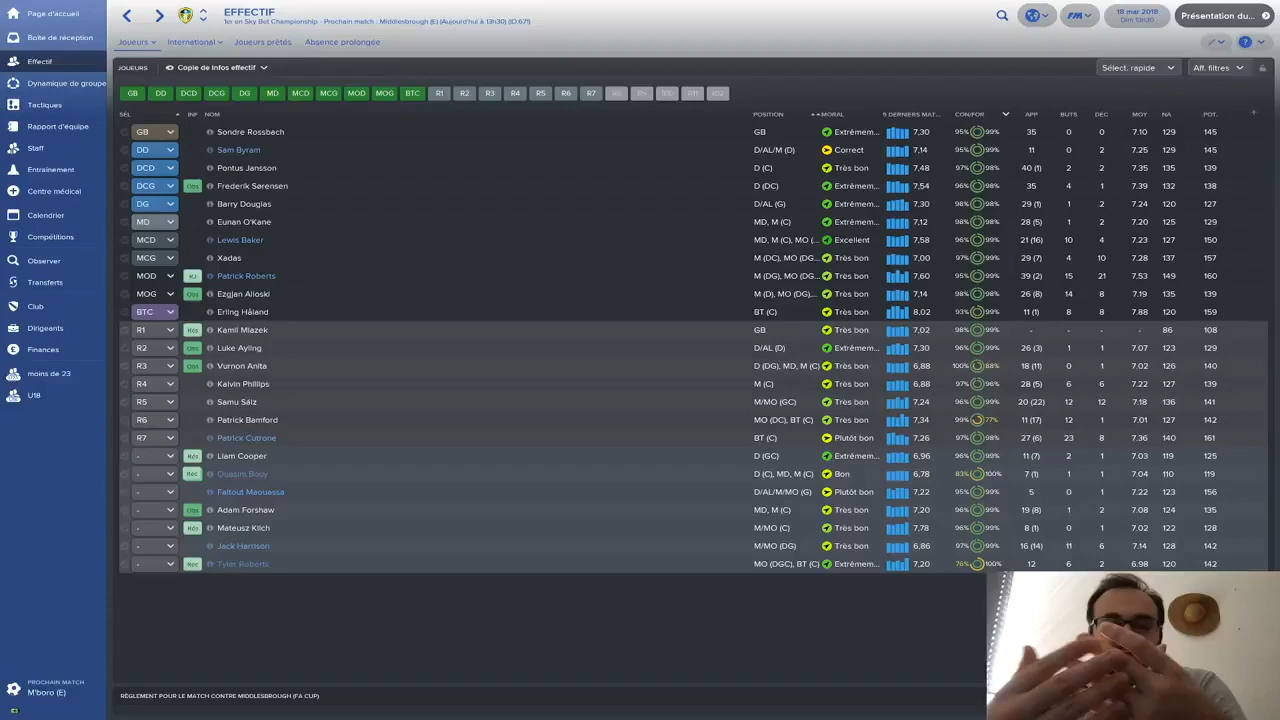 Page d'accueil
Boîte de réception
Effectif
Dynamique de groupe
Tactiques
Rapport d'équipe
Staff
Entraînement
Centre médical
Calendrier
Compétitions
Observer
Transferts
Club
Dirigeants
Finances
moins de 23
U18
PROCHAIN MATCH
M'boro (E)
EFFECTIF
1er en Sky Bet Championship - Prochain match : Middlesbrough (E) (Aujourd'hui à 13h30) (D:671)
FM
18 mar 2018
Dim 13h30
Présentation du...
Joueurs International Joueurs prêtés Absence prolongée
JOUEURS Copie de Infos effectif Sélect. rapide Aff. filtres
GB DD DCD DCG DG MD MCD MCG MOD MOG BTC R1 R2 R3 R4 R5 R6 R7
SEL INF NOM POSITION MORAL 5 DERNIERS MAT... CON/FOR APP BUTS DÉC MOY NA POT.
GB Sondre Rossbach GB Extrêmem... 7,30 95% 99% 35 0 0 7.10 129 145
DD Sam Byram D/AL/M (D) Correct 7,14 95% 99% 11 0 2 7.25 129 145
DCD Pontus Jansson D (C) Très bon 7,48 97% 98% 40 (1) 2 2 7.35 135 139
DCG Obs Frederik Sørensen D (DC) Extrêmem... 7,54 96% 98% 35 4 1 7.39 132 138
DG Barry Douglas D/AL (G) Extrêmem... 7,30 98% 98% 29 (1) 1 2 7.24 120 127
MD Eunan O'Kane MD, M (C) Extrêmem... 7,12 98% 98% 28 (5) 1 2 7.20 125 129
MCD Lewis Baker MD, M (C), MO (... Excellent 7,58 96% 99% 21 (16) 10 4 7.23 127 150
MCG Xadas M (DC), MO (DG... Très bon 7,00 97% 99% 29 (7) 4 10 7.28 137 157
MOD Patrick Roberts M (DG), MO (DG... Très bon 7,60 95% 99% 39 (2) 15 21 7.53 149 160
MOG Obs Ezgjan Alioski M (D), MO (DG),... Très bon 7,14 98% 98% 26 (8) 14 8 7.19 135 139
BTC Erling Håland BT (C) Très bon 8,02 93% 99% 11 (1) 8 8 7.88 120 159
R1 Rés Kamil Miazek GB Très bon 7,02 98% 99% - - - - 86 108
R2 Obs Luke Ayling D/AL (D) Extrêmem... 7,30 96% 99% 26 (3) 1 1 7.07 123 129
R3 Obs Vurnon Anita D (DG), MD, M (C) Très bon 6,88 100% 88% 18 (11) 0 1 7.02 126 140
R4 Kalvin Phillips M (C) Très bon 6,88 97% 96% 28 (5) 6 6 7.22 127 139
R5 Samu Sáiz M/MO (GC) Très bon 7,24 96% 99% 20 (22) 12 12 7.18 136 141
R6 Patrick Bamford MO (DC), BT (C) Très bon 7,34 99% 77% 11 (17) 12 1 7.01 127 142
R7 Patrick Cutrone BT (C) Plutôt bon 7,26 97% 98% 27 (6) 23 8 7.36 140 161
- Rés Liam Cooper D (GC) Extrêmem... 6,96 96% 99% 11 (7) 2 0 7.03 119 125
- Ouasim Bouy D (C), MD, M (C) Bon 6,78 83% 100% 7 (1) 1 1 7.04 110 119
- Faitout Maouassa D/AL/M/MO (G) Plutôt bon 7,22 95% 99% 5 0 1 7.22 123 156
- Obs Adam Forshaw MD, M (C) Très bon 7,20 96% 99% 19 (8) 2 0 7.08 124 135
- Rés Mateusz Klich M/MO (C) Très bon 7,78 96% 99% 8 (1) 0 1 7.02 122 128
- Jack Harrison M/MO (DG) Très bon 6,86 97% 99% 16 (14) 11 6 7.14 128 142
- Tyler Roberts MO (DGC), BT (C) Extrêmem... 7,20 76% 100% 12 6 2 6.98 120 142
RÈGLEMENT POUR LE MATCH CONTRE MIDDLESBROUGH (FA CUP)